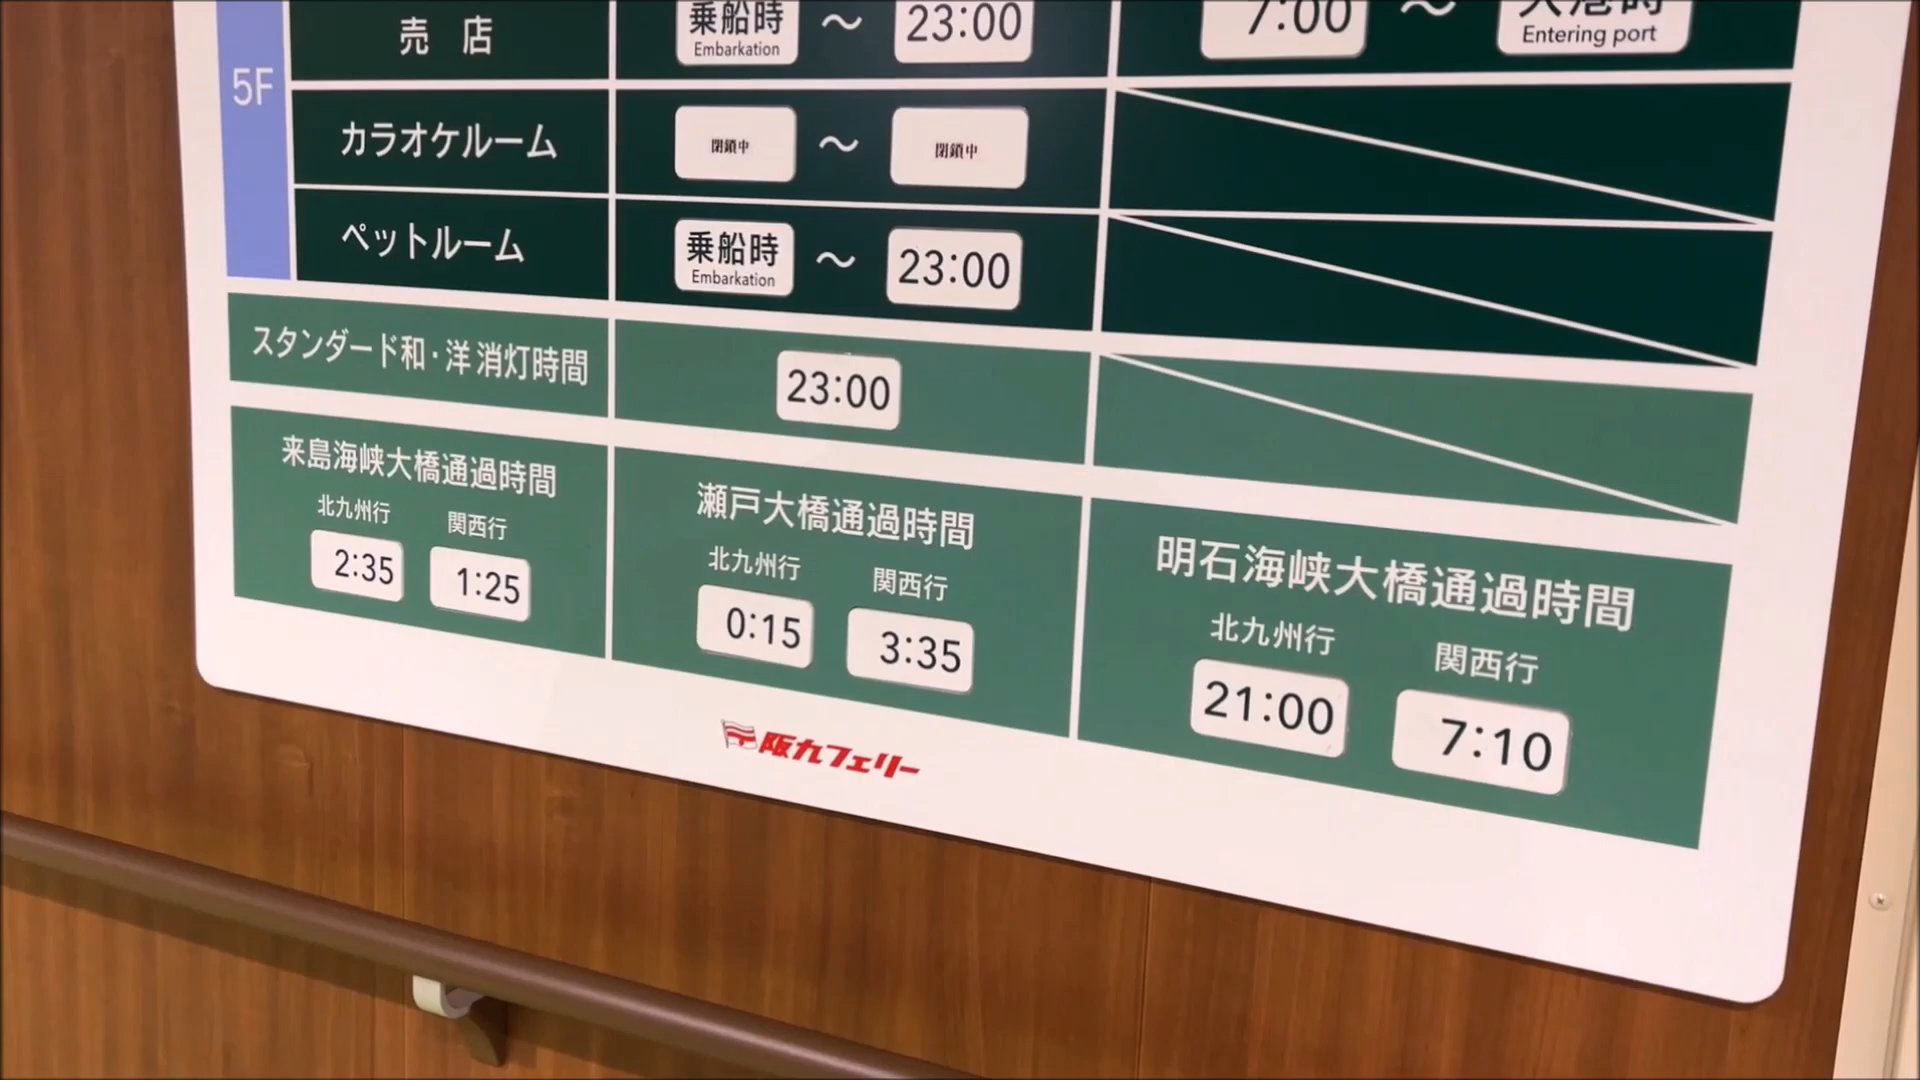 5F
売店
乗船時 ～ 23:00
Embarkation
7:00 ～ 入港時
Entering port
カラオケルーム
閉鎖中 ～ 閉鎖中
ペットルーム
乗船時 ～ 23:00
Embarkation
スタンダード和・洋 消灯時間
23:00
来島海峡大橋通過時間
北九州行 関西行
2:35 1:25
瀬戸大橋通過時間
北九州行 関西行
0:15 3:35
明石海峡大橋通過時間
北九州行 関西行
21:00 7:10
阪九フェリー